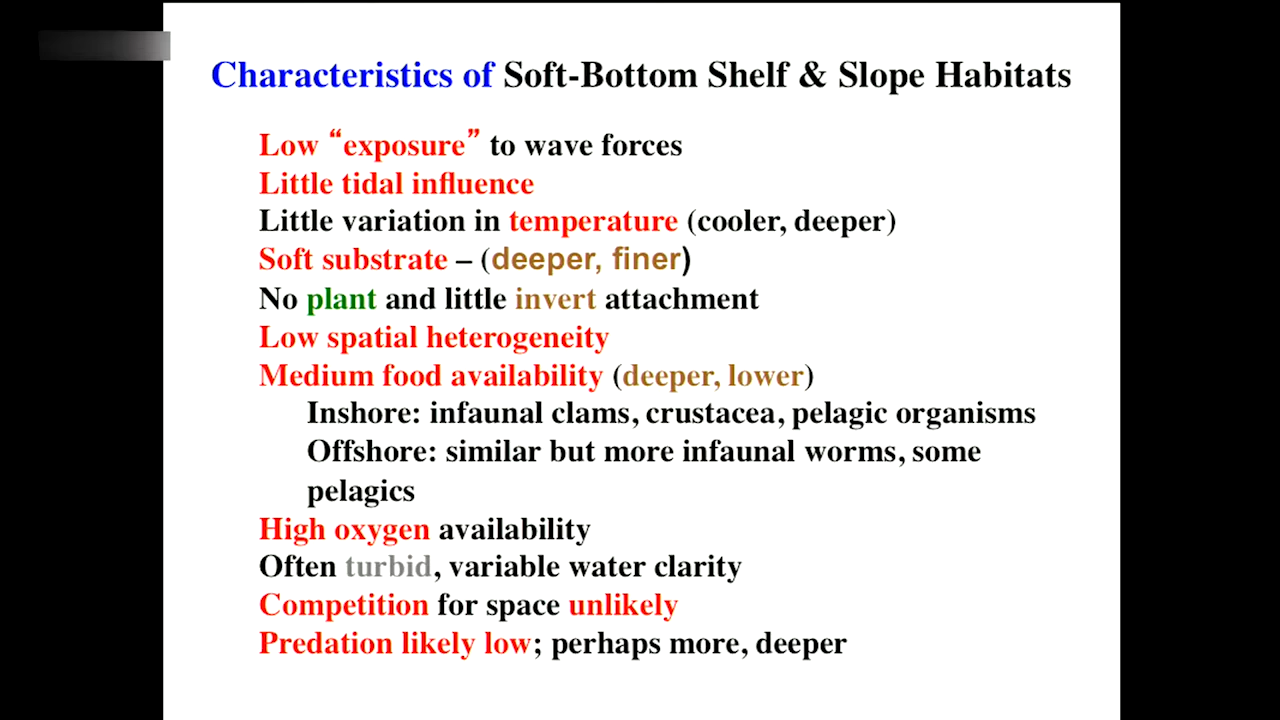 Characteristics of Soft-Bottom Shelf & Slope Habitats
Low “exposure” to wave forces
Little tidal influence
Little variation in temperature (cooler, deeper)
Soft substrate – (deeper, finer)
No plant and little invert attachment
Low spatial heterogeneity
Medium food availability (deeper, lower)
Inshore: infaunal clams, crustacea, pelagic organisms
Offshore: similar but more infaunal worms, some
pelagics
High oxygen availability
Often turbid, variable water clarity
Competition for space unlikely
Predation likely low; perhaps more, deeper